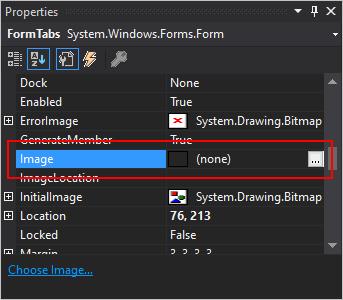 Properties
FormTabs System.Windows.Forms.Form
Dock None
Enabled True
ErrorImage System.Drawing.Bitmap
GenerateMember True
Image (none) ...
ImageLocation
InitialImage System.Drawing.Bitmap
Location 76, 213
Locked False
Margin 3, 3, 3, 3
Choose Image...